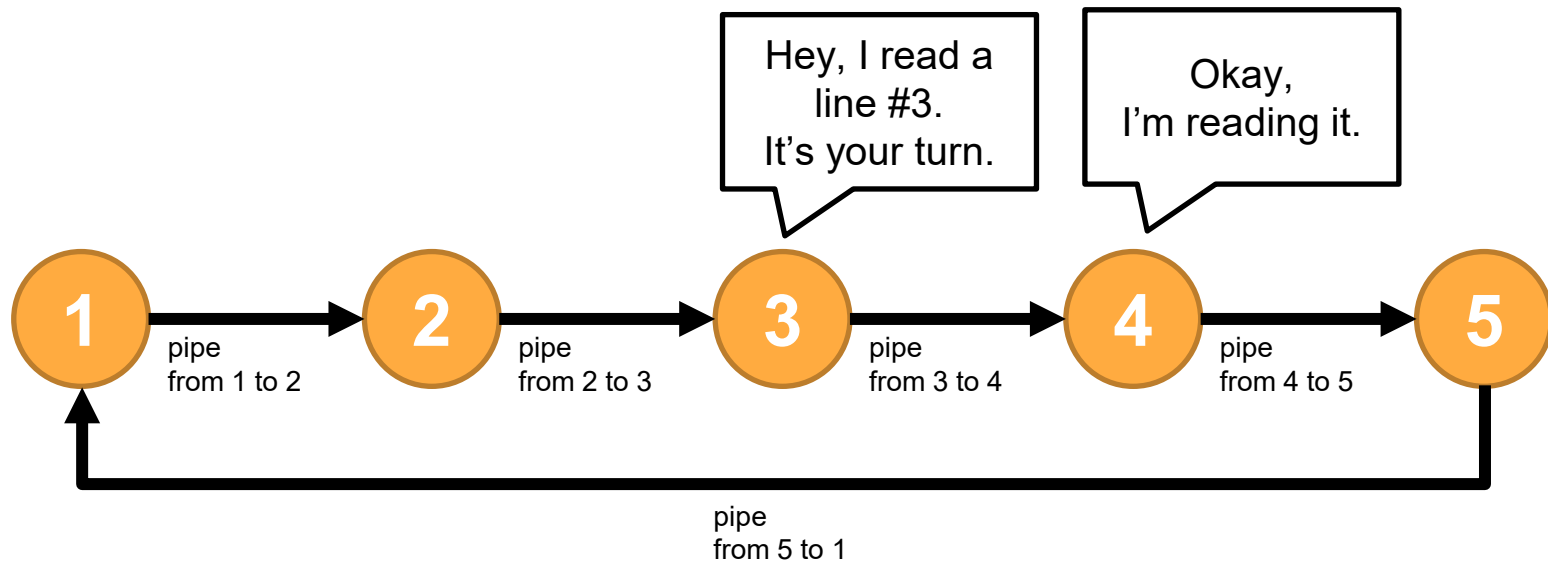 Hey, I read a
line #3.
It’s your turn.
Okay,
I’m reading it.
1
2
3
4
5
pipe
from 1 to 2
pipe
from 2 to 3
pipe
from 3 to 4
pipe
from 4 to 5
pipe
from 5 to 1